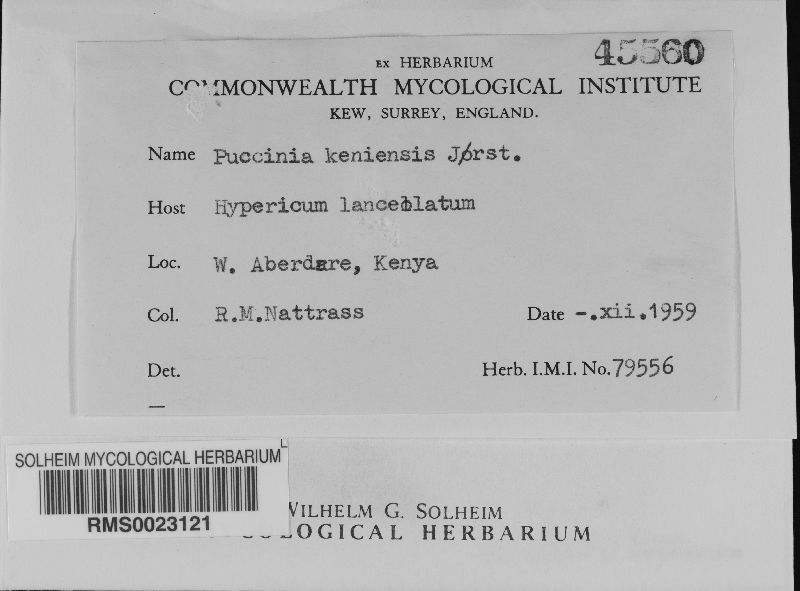 45560
EX HERBARIUM
COMMONWEALTH MYCOLOGICAL INSTITUTE
KEW, SURREY, ENGLAND.
Name Puccinia keniensis Jørst.
Host Hypericum lanceolatum
Loc. W. Aberdare, Kenya
Col. R.M.Nattrass Date -.xii.1959
Det. Herb. I.M.I. No. 79556
—
SOLHEIM MYCOLOGICAL HERBARIUM
RMS0023121
WILHELM G. SOLHEIM
OLOGICAL HERBARIUM